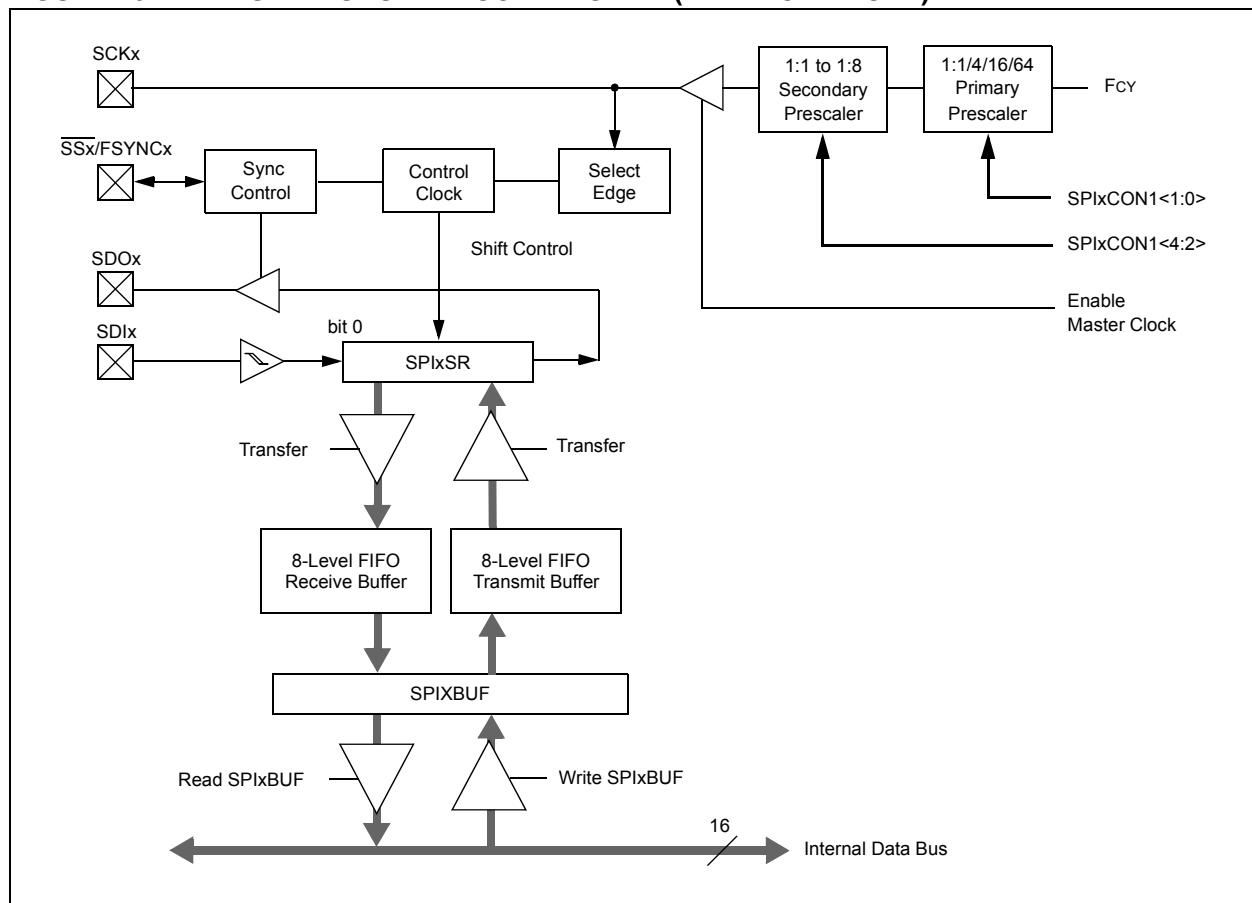 SCKx
1:1 to 1:8
Secondary
Prescaler
1:1/4/16/64
Primary
Prescaler
FCY
SSx/FSYNCx
Sync
Control
Control
Clock
Select
Edge
SPIxCON1<1:0>
SPIxCON1<4:2>
Shift Control
SDOx
Enable
Master Clock
bit 0
SDIx
SPIxSR
Transfer
Transfer
8-Level FIFO
Receive Buffer
8-Level FIFO
Transmit Buffer
SPIXBUF
Read SPIxBUF
Write SPIxBUF
16
Internal Data Bus